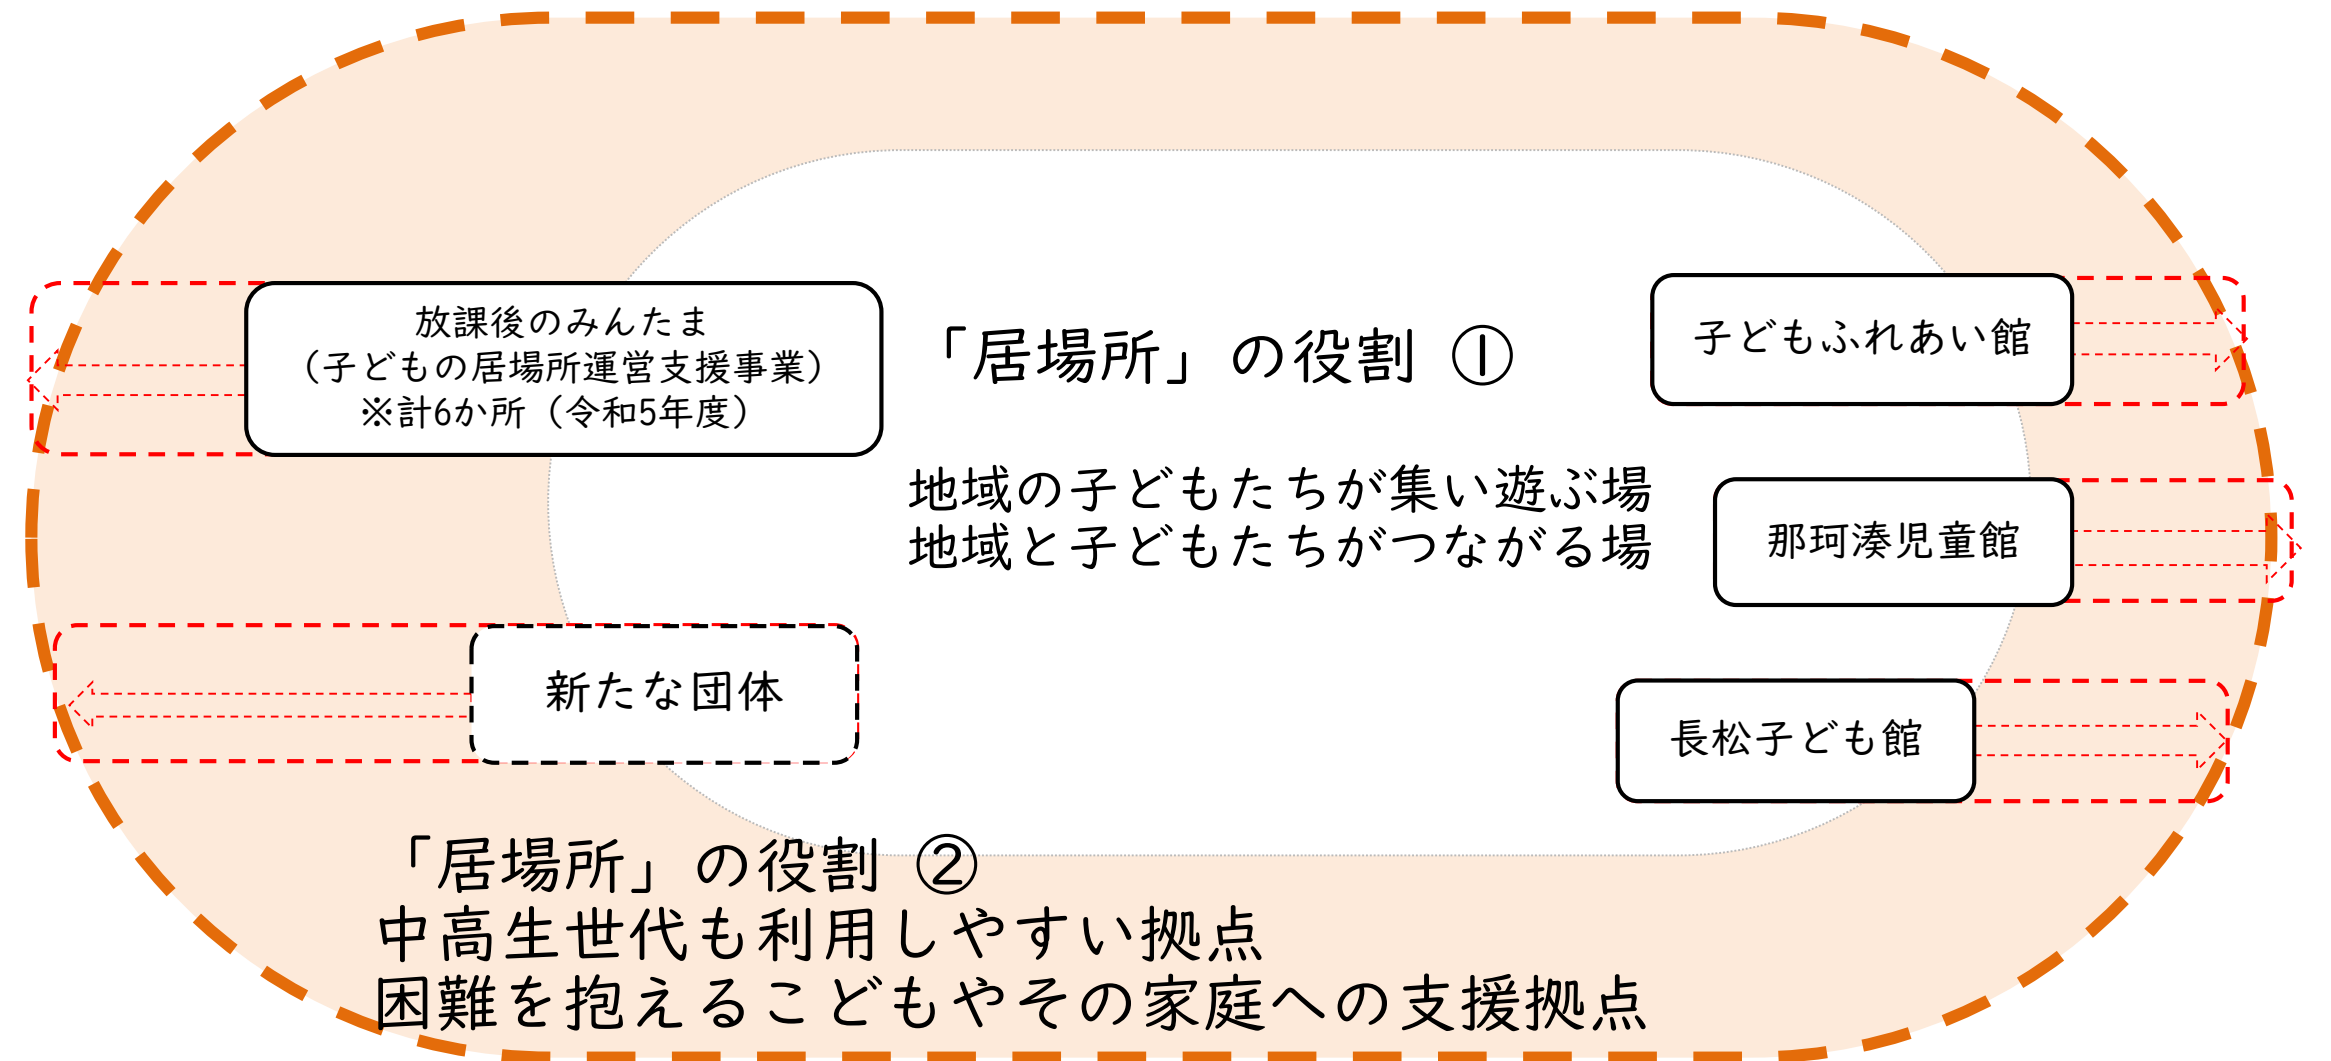 放課後のみんたま
（子どもの居場所運営支援事業）
※計6か所（令和5年度）
「居場所」の役割 ①
地域の子どもたちが集い遊ぶ場
地域と子どもたちがつながる場
子どもふれあい館
那珂湊児童館
長松子ども館
新たな団体
「居場所」の役割 ②
中高生世代も利用しやすい拠点
困難を抱えるこどもやその家庭への支援拠点